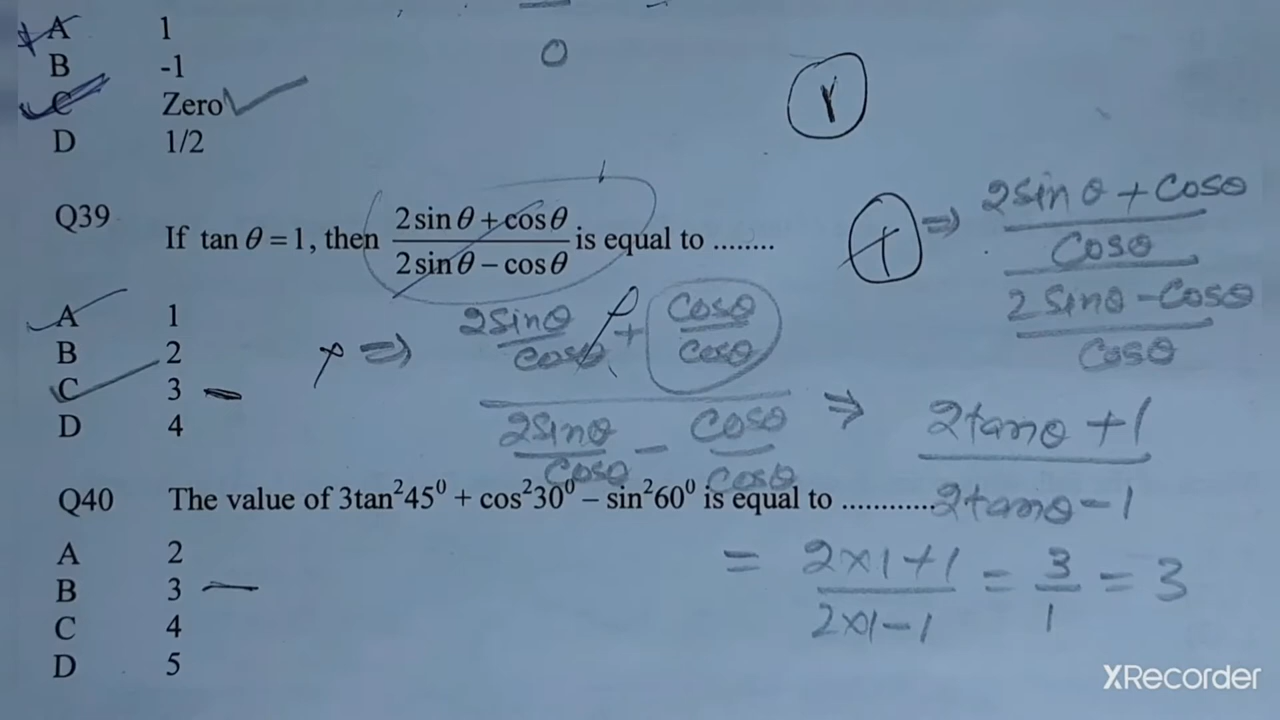 A 1
B -1
0
C Zero
D 1/2
Q39 If tan θ = 1, then (2 sin θ + cos θ)/(2 sin θ − cos θ) is equal to ........
⇒ 2sinθ + cosθ
cosθ
2sinθ − cosθ
cosθ
A 1
B 2
C 3
D 4
⇒ 2sinθ/cosθ + cosθ/cosθ
2sinθ/cosθ − cosθ/cosθ
⇒ 2tanθ + 1
2tanθ − 1
Q40 The value of 3tan²45⁰ + cos²30⁰ – sin²60⁰ is equal to ............
A 2
B 3
C 4
D 5
= (2×1+1)/(2×1−1) = 3/1 = 3
XRecorder